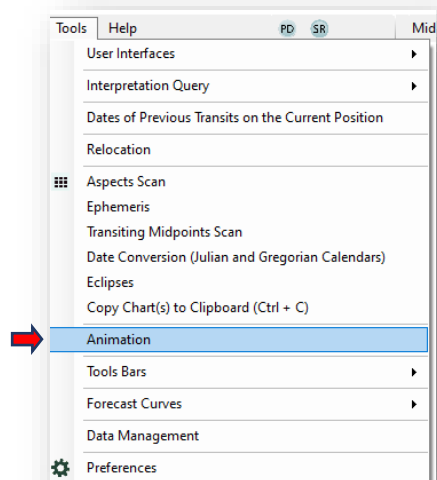 Tools Help PD SR Mid
User Interfaces
Interpretation Query
Dates of Previous Transits on the Current Position
Relocation
Aspects Scan
Ephemeris
Transiting Midpoints Scan
Date Conversion (Julian and Gregorian Calendars)
Eclipses
Copy Chart(s) to Clipboard (Ctrl + C)
Animation
Tools Bars
Forecast Curves
Data Management
Preferences